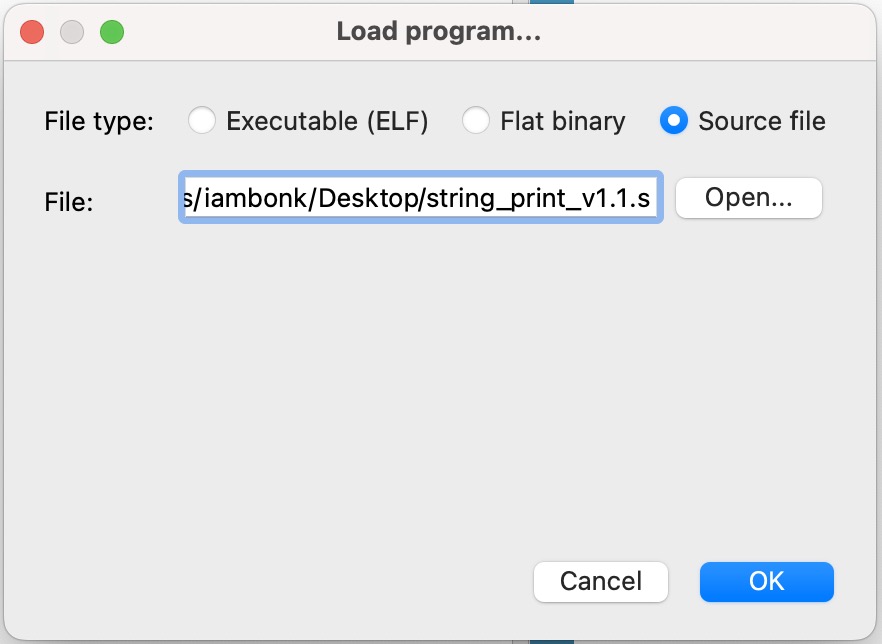 Load program...
File type: Executable (ELF) Flat binary Source file
File: s/iambonk/Desktop/string_print_v1.1.s Open...
Cancel OK